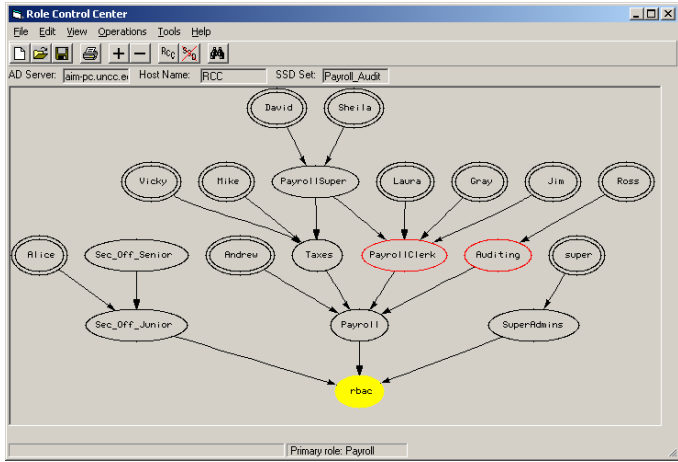 Role Control Center
File Edit View Operations Tools Help
RCC SSD
AD Server: aim-pc.uncc.e Host Name: RCC SSD Set: Payroll_Audit
David Sheila
Vicky Mike PayrollSuper Laura Gray Jim Ross
Alice Sec_Off_Senior Andrew Taxes PayrollClerk Auditing super
Sec_Off_Junior Payroll SuperAdmins
rbac
Primary role: Payroll